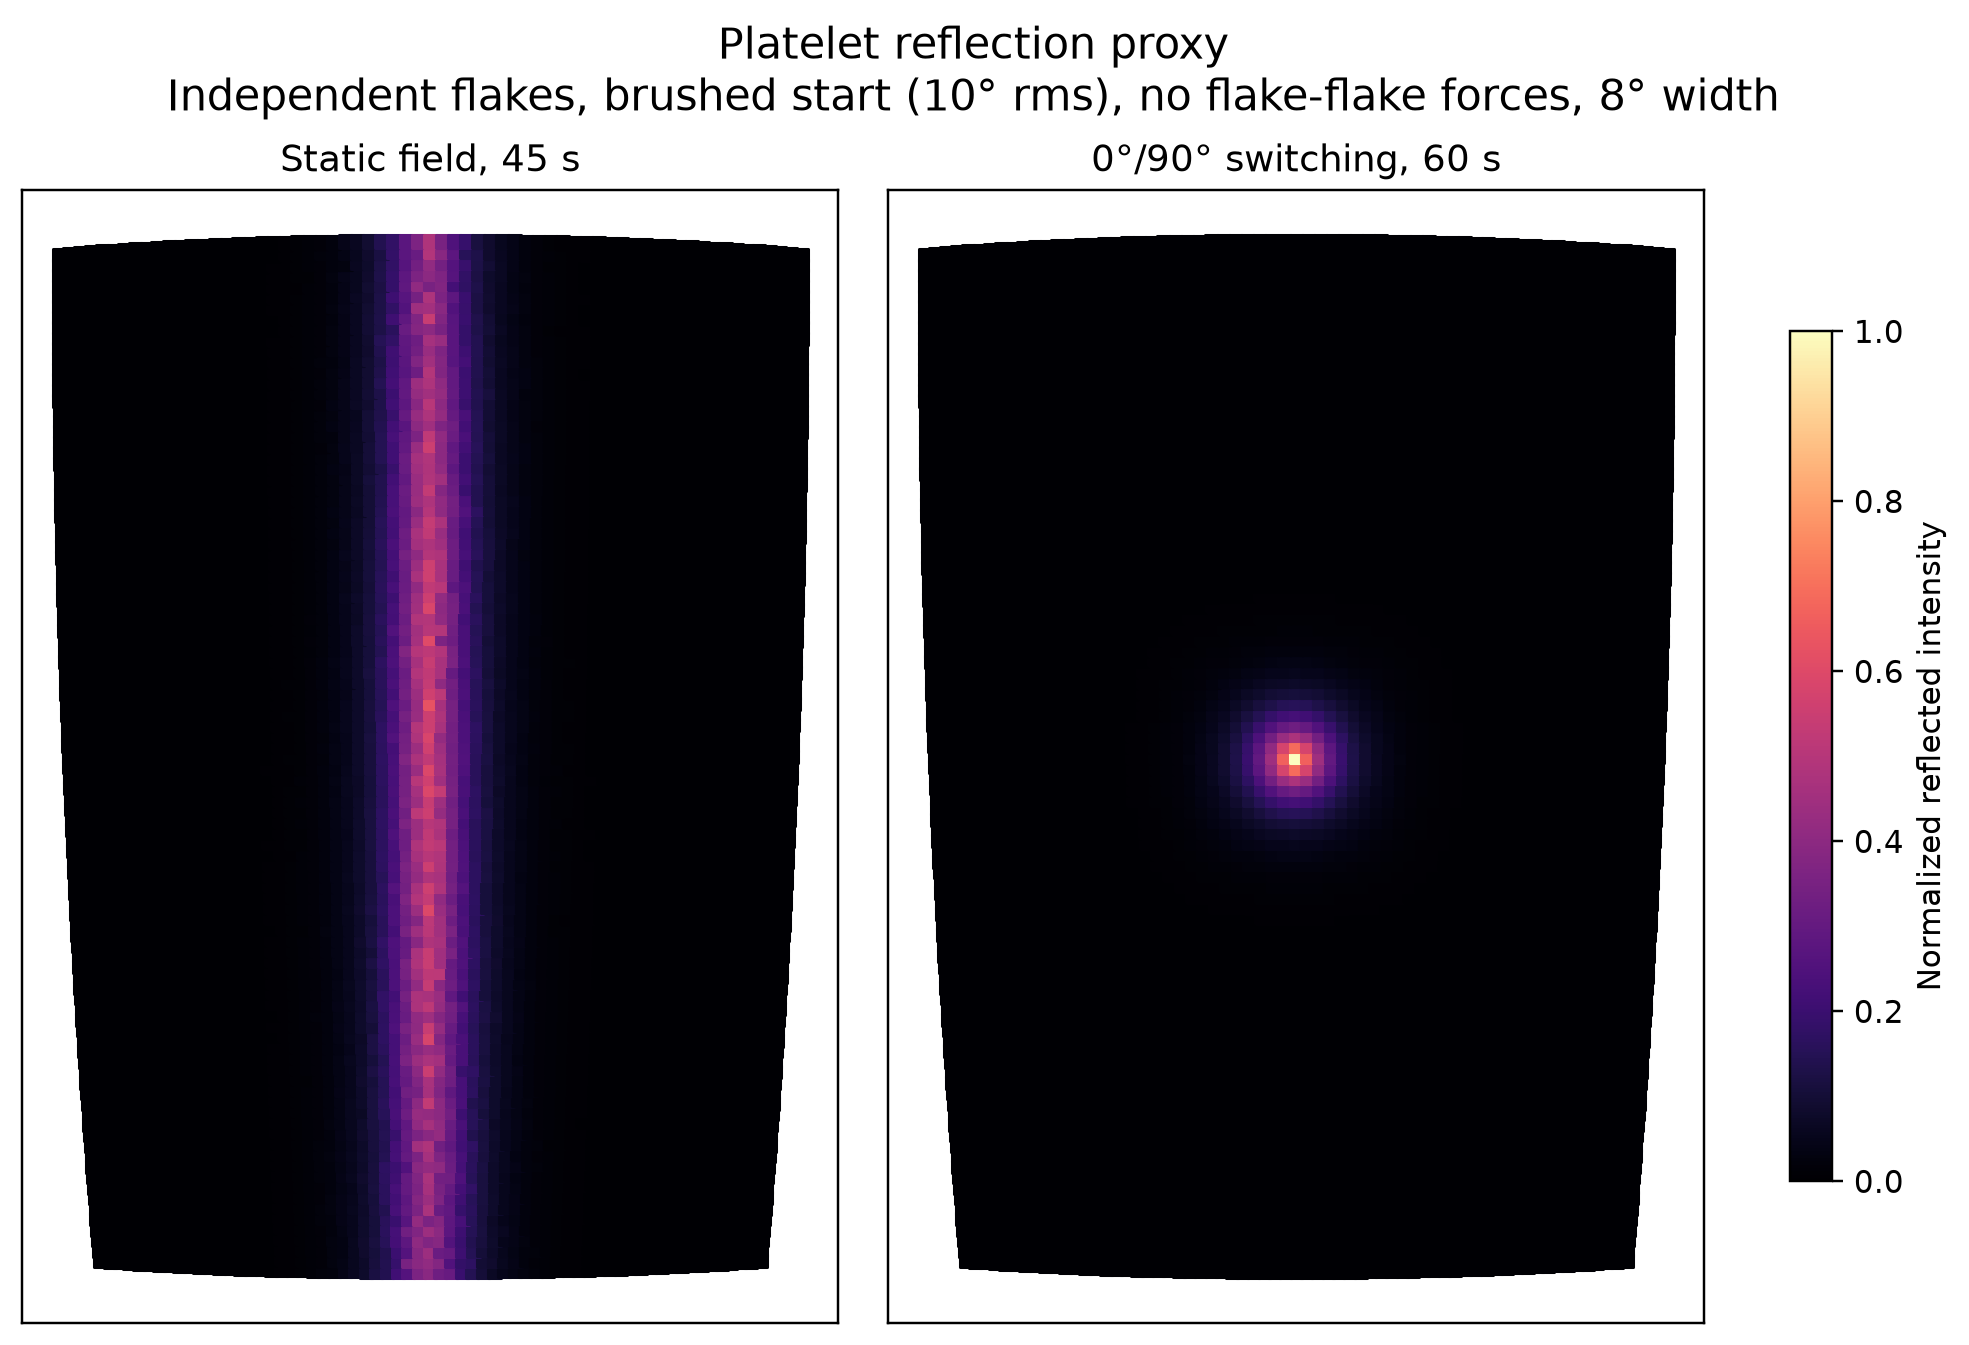 Platelet reflection proxy
Independent flakes, brushed start (10° rms), no flake-flake forces, 8° width
Static field, 45 s
0°/90° switching, 60 s
1.0
0.8
0.6
0.4
0.2
0.0
Normalized reflected intensity